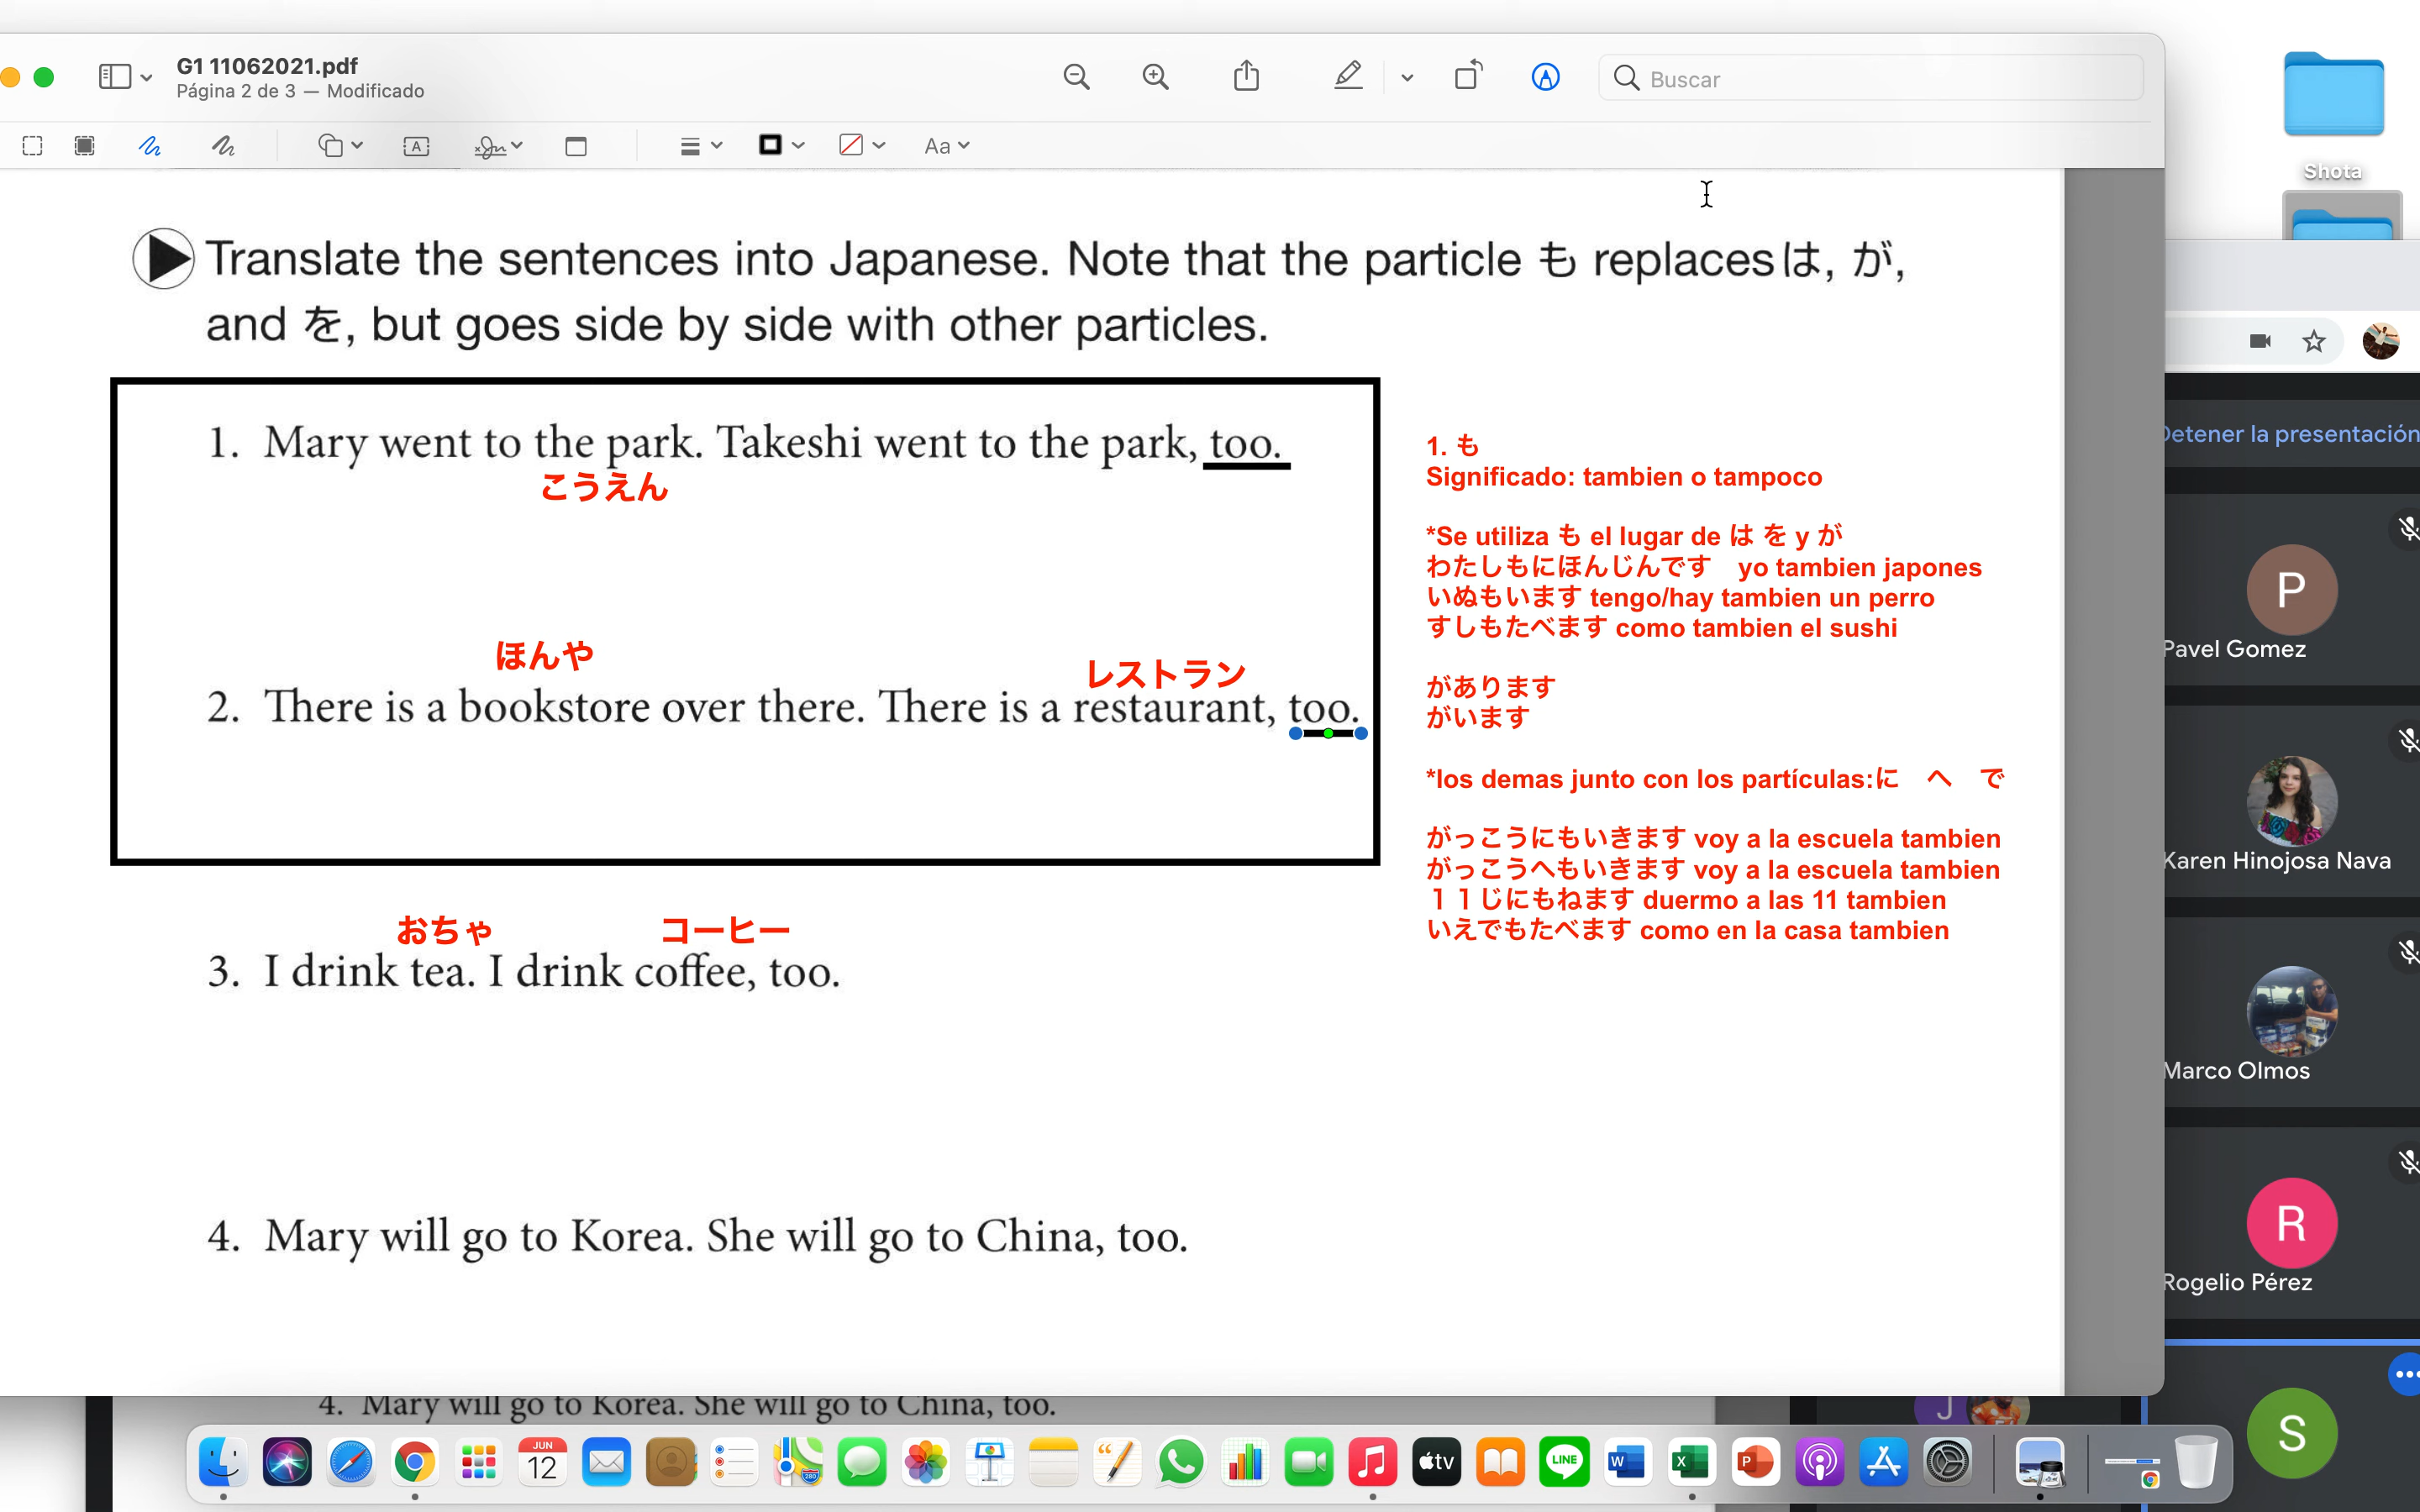 G1 11062021.pdf
Página 2 de 3 — Modificado
Buscar
Aa
Shota
Translate the sentences into Japanese. Note that the particle も replaces は, が,
and を, but goes side by side with other particles.
1. Mary went to the park. Takeshi went to the park, too.
こうえん
ほんや
レストラン
2. There is a bookstore over there. There is a restaurant, too.
おちゃ
コーヒー
3. I drink tea. I drink coffee, too.
4. Mary will go to Korea. She will go to China, too.
1. も
Significado: tambien o tampoco
*Se utiliza も el lugar de は を y が
わたしもにほんじんです　yo tambien japones
いぬもいます tengo/hay tambien un perro
すしもたべます como tambien el sushi
があります
がいます
*los demas junto con los partículas:に　へ　で
がっこうにもいきます voy a la escuela tambien
がっこうへもいきます voy a la escuela tambien
１１じにもねます duermo a las 11 tambien
いえでもたべます como en la casa tambien
Detener la presentación
P
Pavel Gomez
Karen Hinojosa Nava
Marco Olmos
R
Rogelio Pérez
S
J
4. Mary will go to Korea. She will go to China, too.
JUN
12
280
tv
LINE
W
X
P